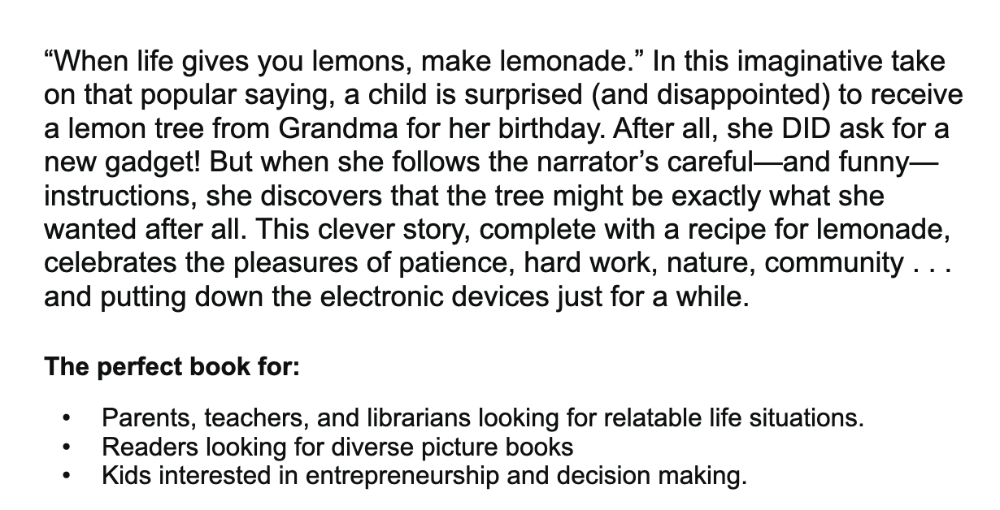 “When life gives you lemons, make lemonade.” In this imaginative take
on that popular saying, a child is surprised (and disappointed) to receive
a lemon tree from Grandma for her birthday. After all, she DID ask for a
new gadget! But when she follows the narrator’s careful—and funny—
instructions, she discovers that the tree might be exactly what she
wanted after all. This clever story, complete with a recipe for lemonade,
celebrates the pleasures of patience, hard work, nature, community . . .
and putting down the electronic devices just for a while.
The perfect book for:
• Parents, teachers, and librarians looking for relatable life situations.
• Readers looking for diverse picture books
• Kids interested in entrepreneurship and decision making.